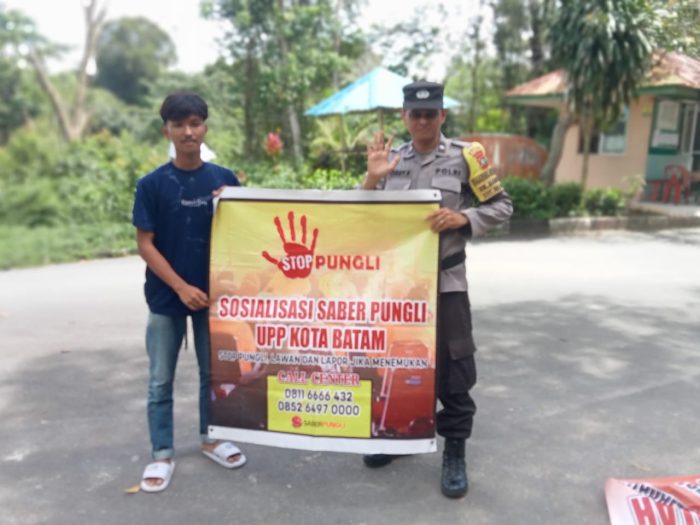 STOP PUNGLI
SOSIALISASI SABER PUNGLI
UPP KOTA BATAM
STOP PUNGLI, LAWAN DAN LAPOR JIKA MENEMUKAN
CALL CENTER
0811 6666 432
0852 6497 0000
SABERPUNGLI
POLRI